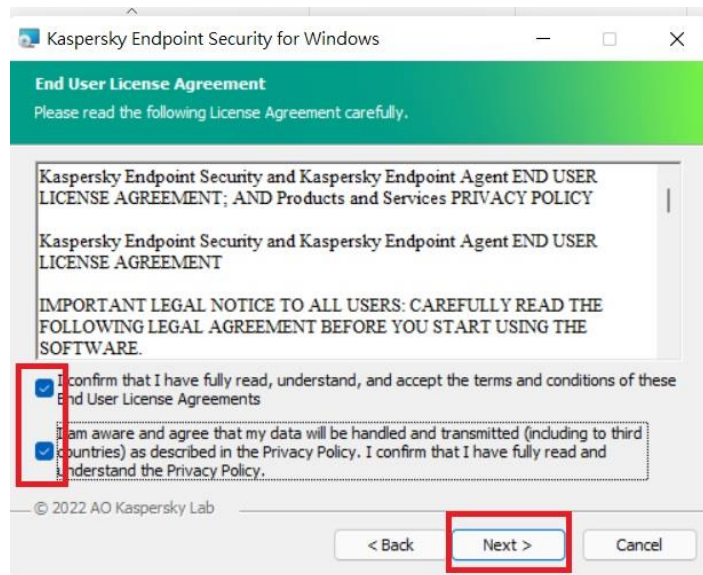 Kaspersky Endpoint Security for Windows
End User License Agreement
Please read the following License Agreement carefully.
Kaspersky Endpoint Security and Kaspersky Endpoint Agent END USER
LICENSE AGREEMENT; AND Products and Services PRIVACY POLICY
Kaspersky Endpoint Security and Kaspersky Endpoint Agent END USER
LICENSE AGREEMENT
IMPORTANT LEGAL NOTICE TO ALL USERS: CAREFULLY READ THE
FOLLOWING LEGAL AGREEMENT BEFORE YOU START USING THE
SOFTWARE.
I confirm that I have fully read, understand, and accept the terms and conditions of these
End User License Agreements
I am aware and agree that my data will be handled and transmitted (including to third
countries) as described in the Privacy Policy. I confirm that I have fully read and
understand the Privacy Policy.
© 2022 AO Kaspersky Lab
< Back Next > Cancel